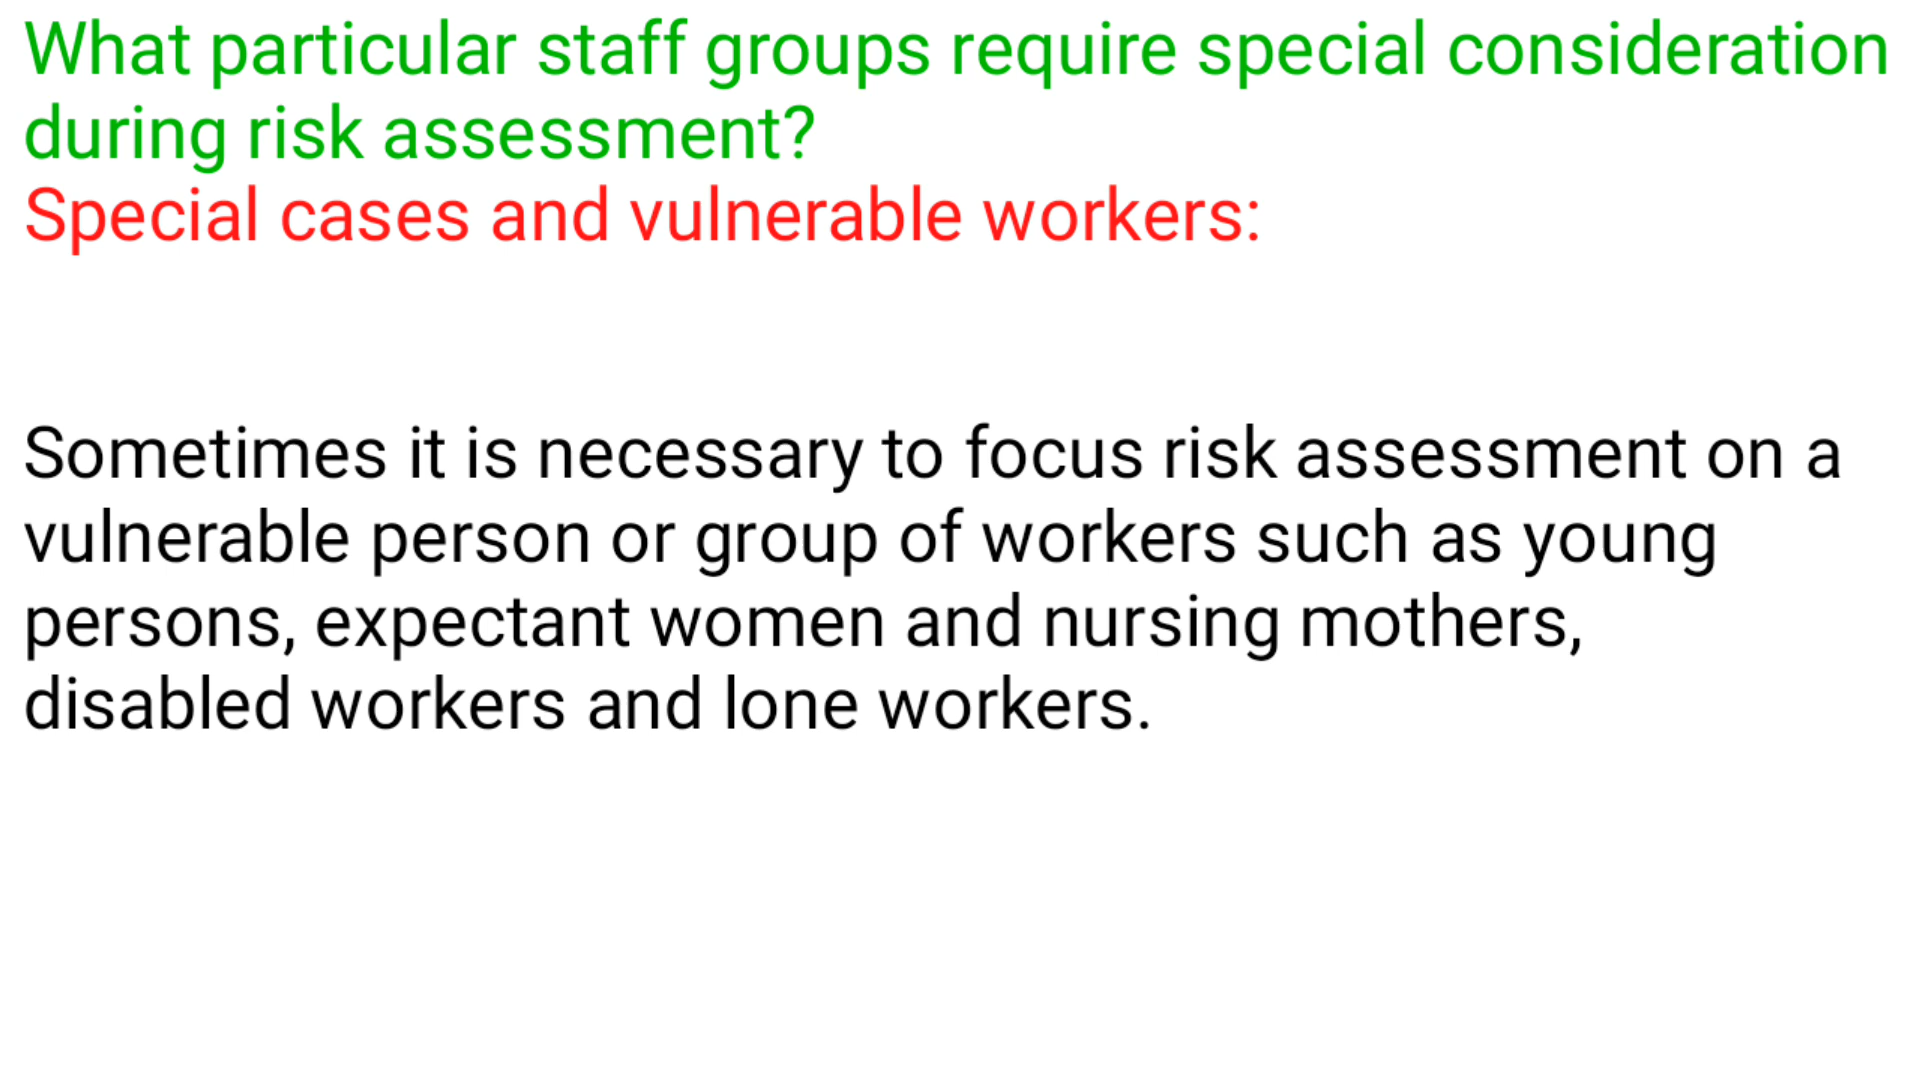 What particular staff groups require special consideration
during risk assessment?
Special cases and vulnerable workers:
Sometimes it is necessary to focus risk assessment on a
vulnerable person or group of workers such as young
persons, expectant women and nursing mothers,
disabled workers and lone workers.